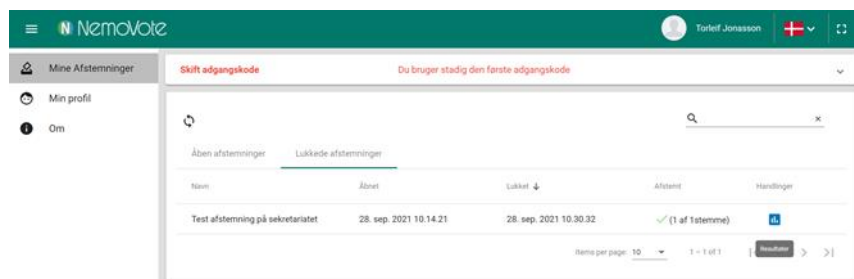 NemoVote
Torleif Jonasson
Mine Afstemninger
Skift adgangskode
Du bruger stadig den første adgangskode
Min profil
Om
Åben afstemninger
Lukkede afstemninger
Navn
Åbnet
Lukket
Afstemt
Handlinger
Test afstemning på sekretariatet
28. sep. 2021 10.14.21
28. sep. 2021 10.30.32
(1 af 1stemme)
Items per page: 10
1 – 1 of 1
Resultater